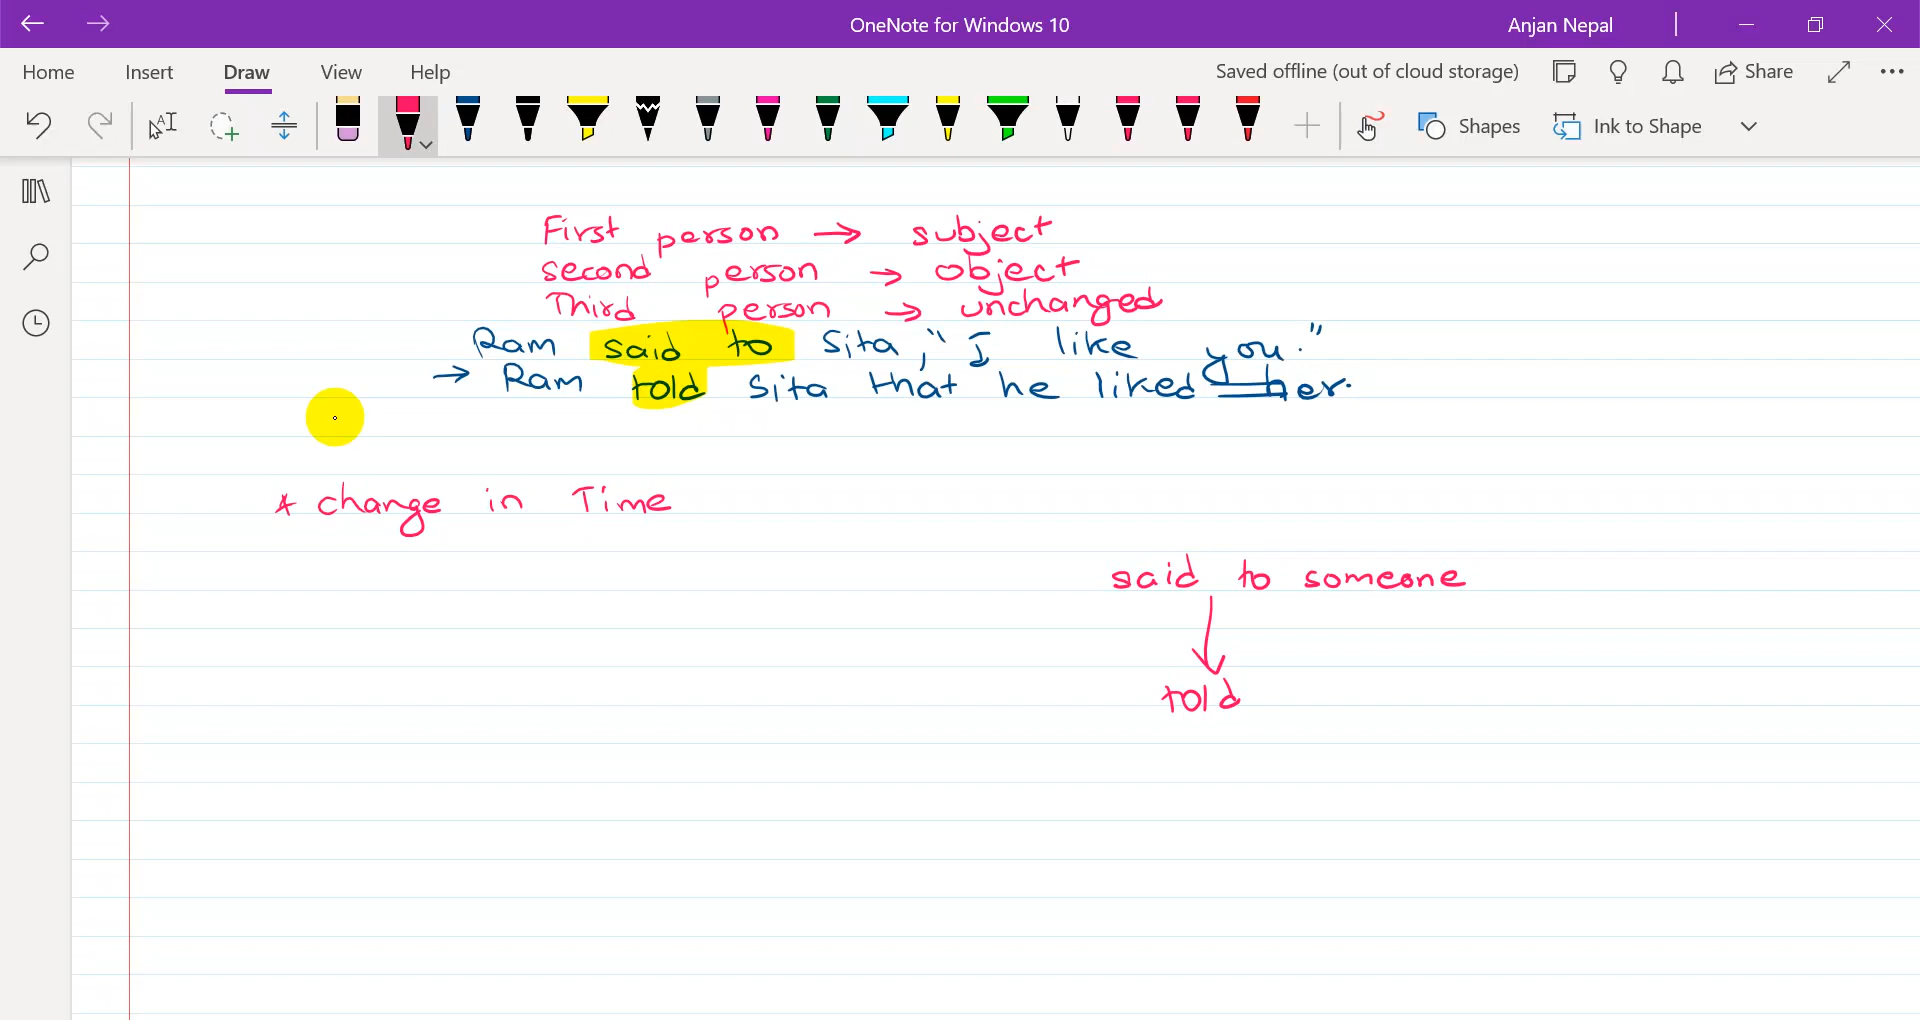 OneNote for Windows 10
Anjan Nepal
Home Insert Draw View Help
Saved offline (out of cloud storage)
Share
Shapes
Ink to Shape
First person → subject
second person → object
Third person → unchanged
Ram said to Sita, "I like you."
→ Ram told Sita that he liked her.
* change in Time
said to someone
↓
told